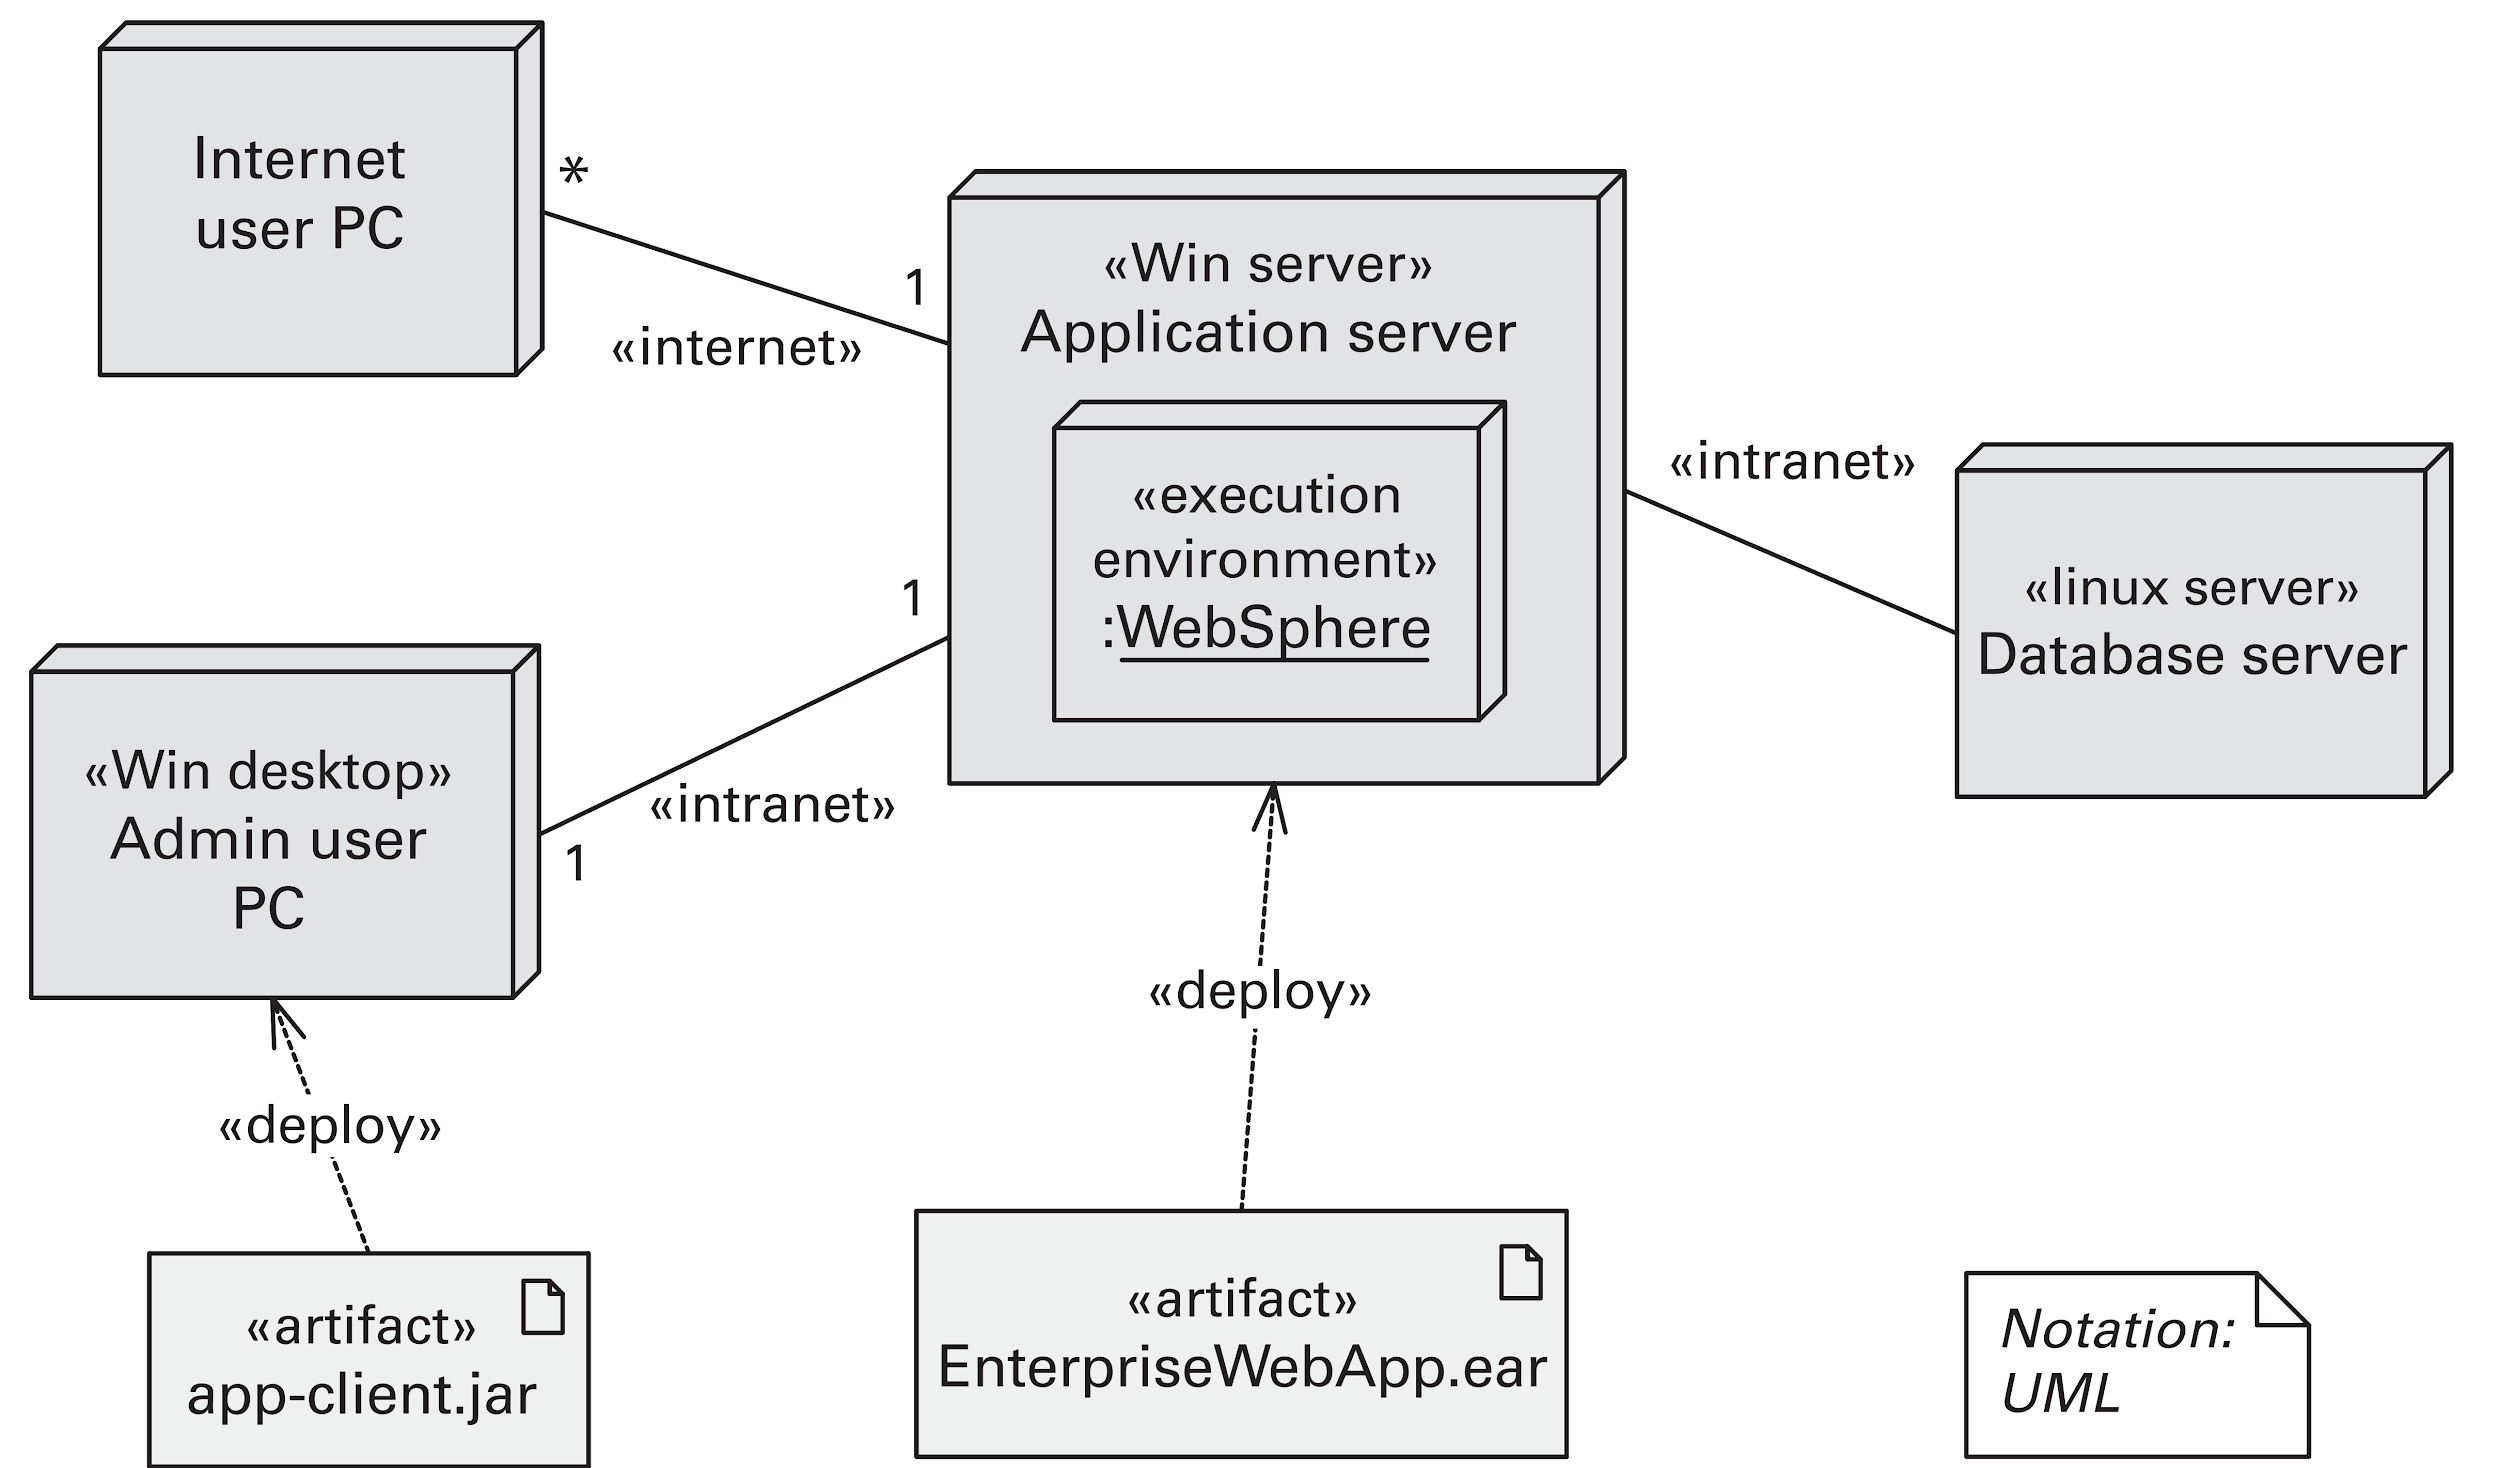 Internet
user PC
*
1
«internet»
«Win server»
Application server
«execution
environment»
:WebSphere
«intranet»
«linux server»
Database server
1
«intranet»
1
«Win desktop»
Admin user
PC
«deploy»
«deploy»
«artifact»
app-client.jar
«artifact»
EnterpriseWebApp.ear
Notation:
UML